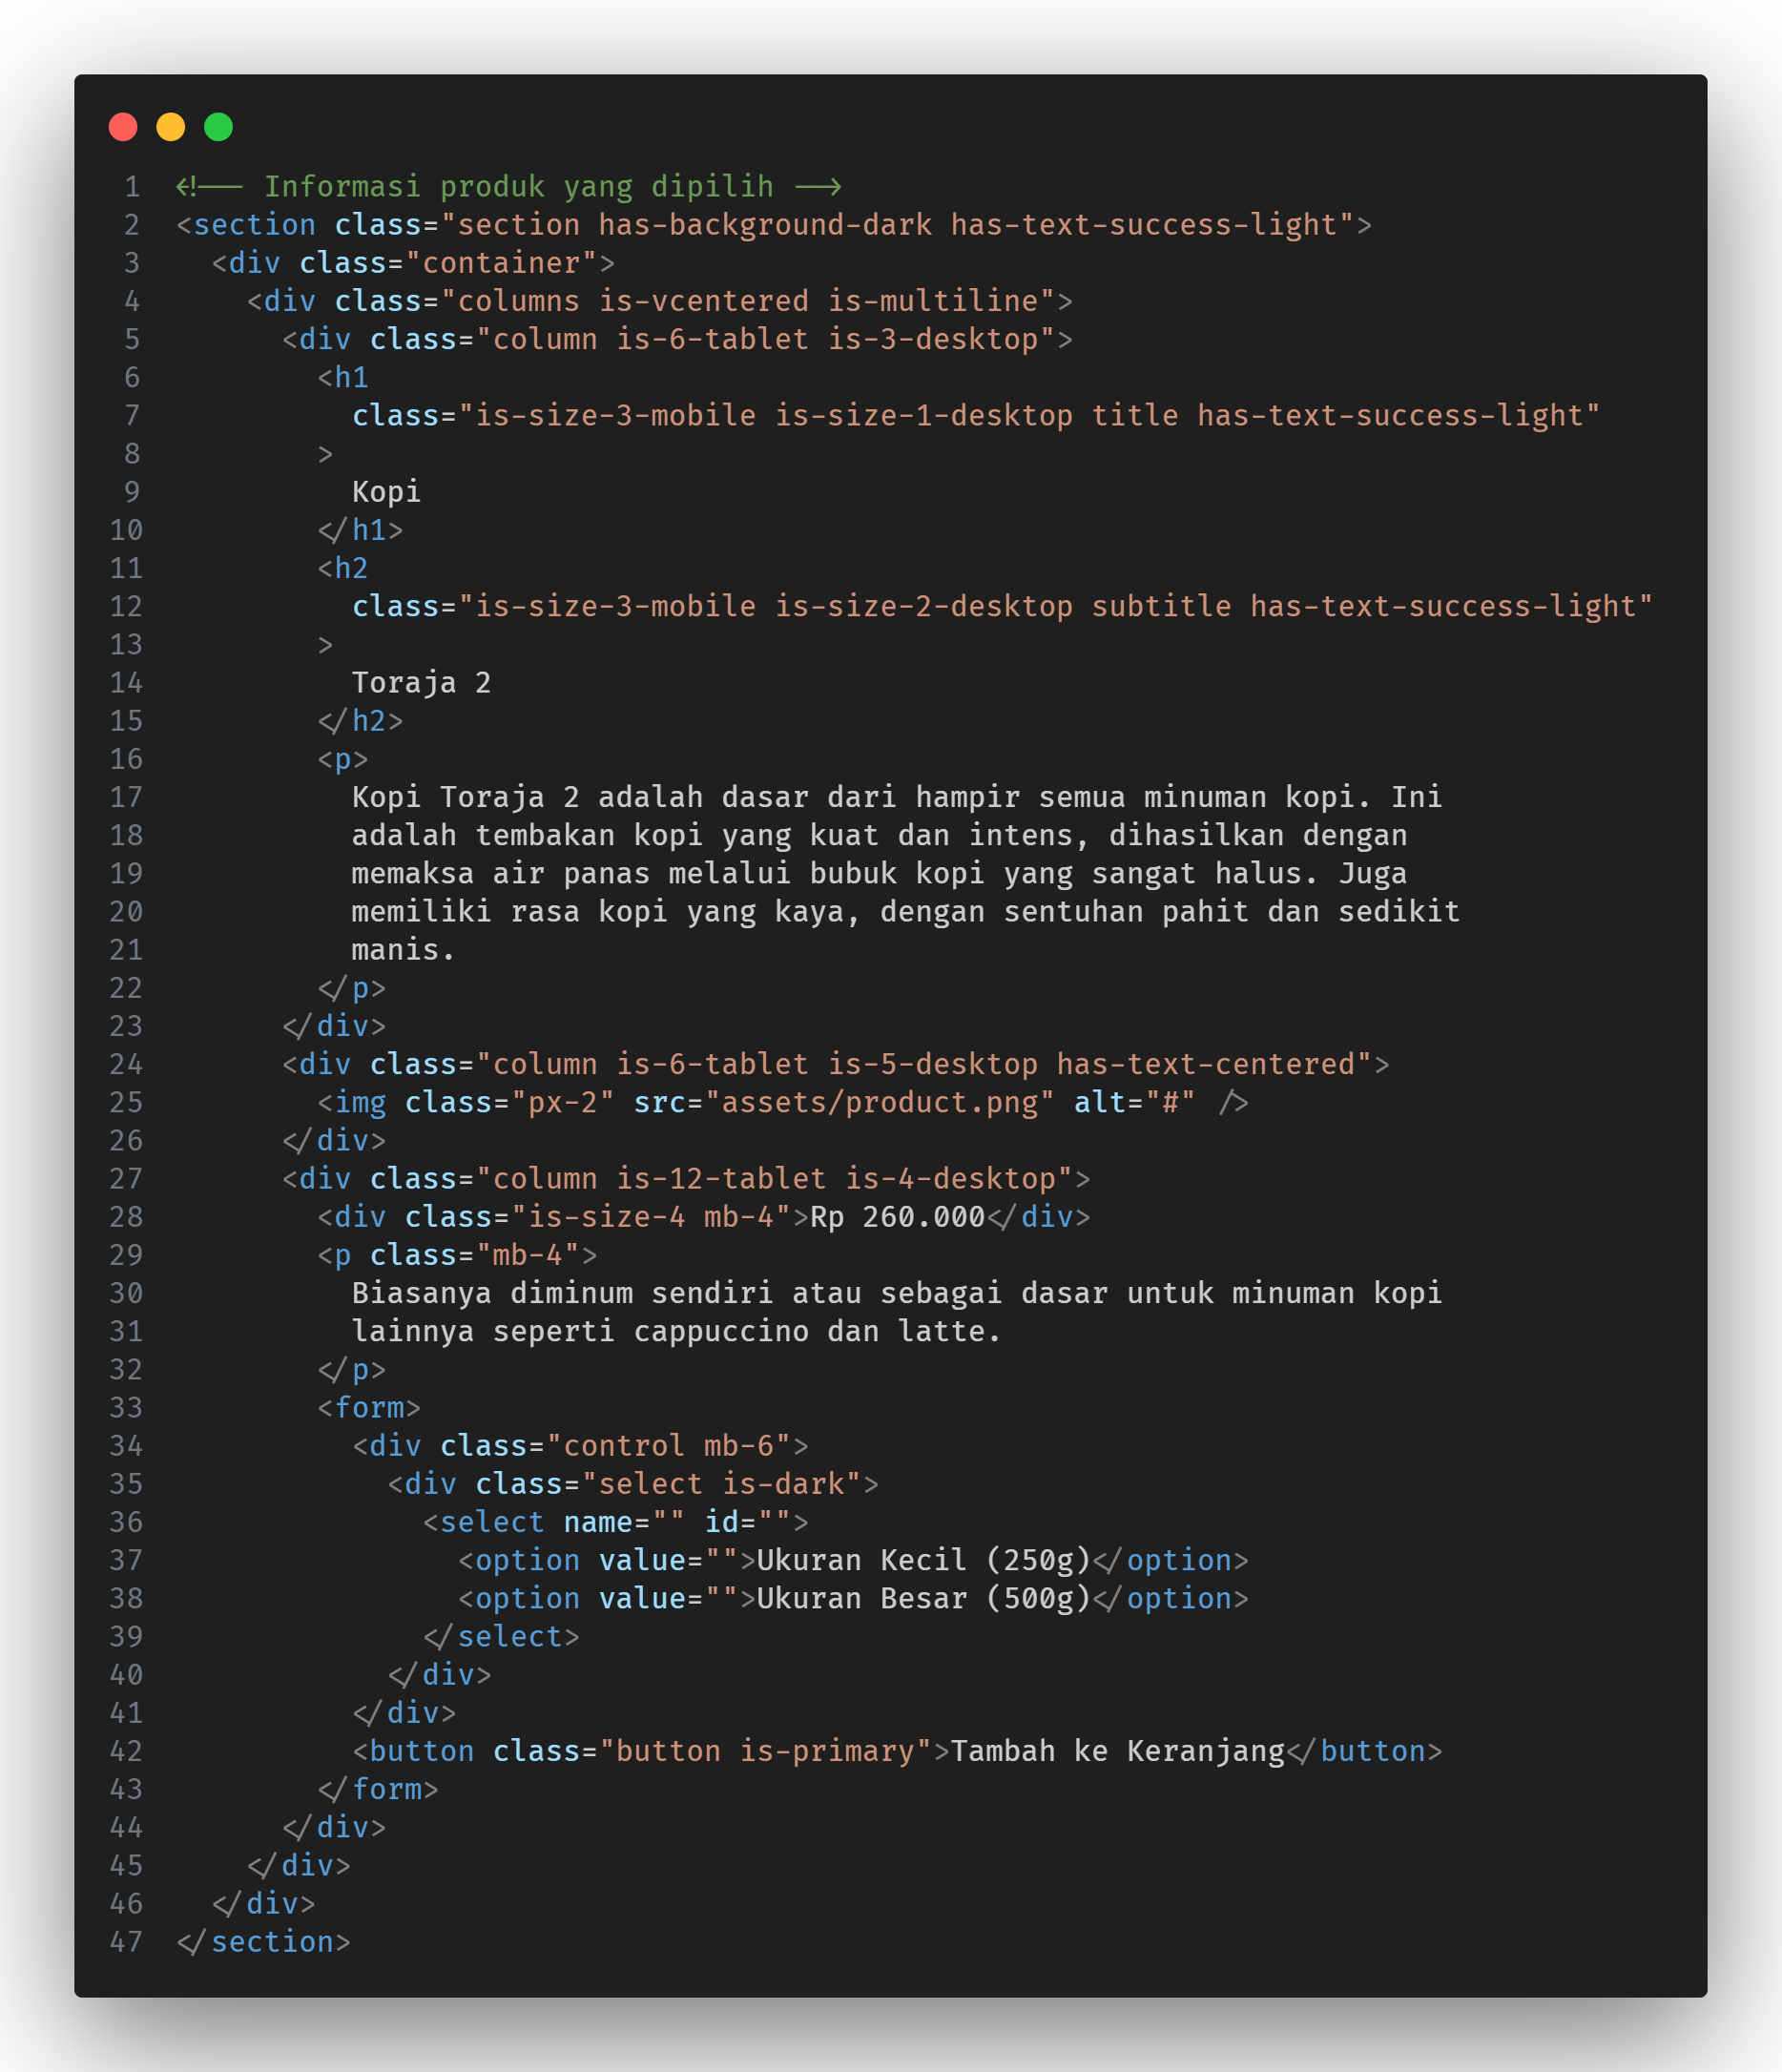 1 <!-- Informasi produk yang dipilih -->
2 <section class="section has-background-dark has-text-success-light">
3   <div class="container">
4     <div class="columns is-vcentered is-multiline">
5       <div class="column is-6-tablet is-3-desktop">
6         <h1
7           class="is-size-3-mobile is-size-1-desktop title has-text-success-light"
8         >
9           Kopi
10         </h1>
11         <h2
12           class="is-size-3-mobile is-size-2-desktop subtitle has-text-success-light"
13         >
14           Toraja 2
15         </h2>
16         <p>
17           Kopi Toraja 2 adalah dasar dari hampir semua minuman kopi. Ini
18           adalah tembakan kopi yang kuat dan intens, dihasilkan dengan
19           memaksa air panas melalui bubuk kopi yang sangat halus. Juga
20           memiliki rasa kopi yang kaya, dengan sentuhan pahit dan sedikit
21           manis.
22         </p>
23       </div>
24       <div class="column is-6-tablet is-5-desktop has-text-centered">
25         <img class="px-2" src="assets/product.png" alt="#" />
26       </div>
27       <div class="column is-12-tablet is-4-desktop">
28         <div class="is-size-4 mb-4">Rp 260.000</div>
29         <p class="mb-4">
30           Biasanya diminum sendiri atau sebagai dasar untuk minuman kopi
31           lainnya seperti cappuccino dan latte.
32         </p>
33         <form>
34           <div class="control mb-6">
35             <div class="select is-dark">
36               <select name="" id="">
37                 <option value="">Ukuran Kecil (250g)</option>
38                 <option value="">Ukuran Besar (500g)</option>
39               </select>
40             </div>
41           </div>
42           <button class="button is-primary">Tambah ke Keranjang</button>
43         </form>
44       </div>
45     </div>
46   </div>
47 </section>